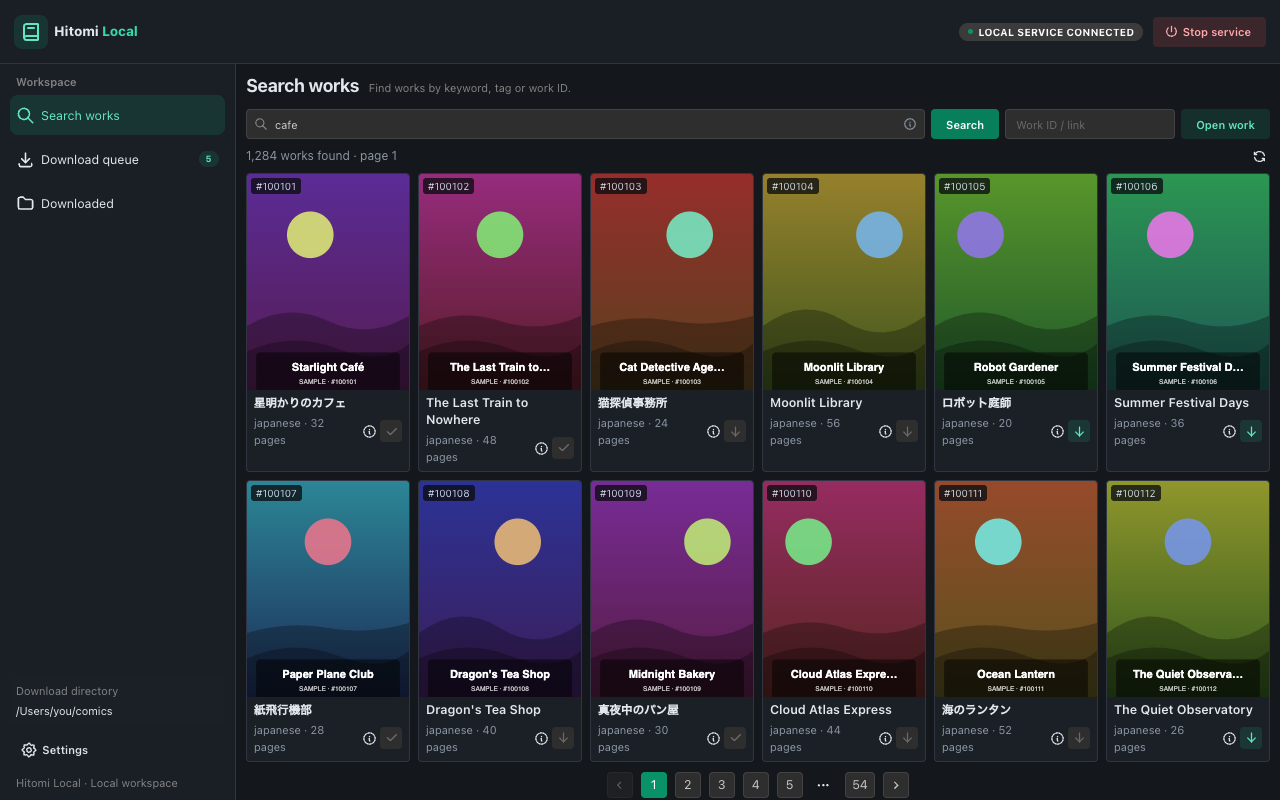 Hitomi Local
LOCAL SERVICE CONNECTED
Stop service
Workspace
Search works
Download queue
5
Downloaded
Download directory
/Users/you/comics
Settings
Hitomi Local · Local workspace
Search works
Find works by keyword, tag or work ID.
cafe
Search
Work ID / link
Open work
1,284 works found · page 1
#100101
Starlight Café
SAMPLE · #100101
星明かりのカフェ
japanese · 32
pages
#100102
The Last Train to...
SAMPLE · #100102
The Last Train to
Nowhere
japanese · 48
pages
#100103
Cat Detective Age...
SAMPLE · #100103
猫探偵事務所
japanese · 24
pages
#100104
Moonlit Library
SAMPLE · #100104
Moonlit Library
japanese · 56
pages
#100105
Robot Gardener
SAMPLE · #100105
ロボット庭師
japanese · 20
pages
#100106
Summer Festival D...
SAMPLE · #100106
Summer Festival Days
japanese · 36
pages
#100107
Paper Plane Club
SAMPLE · #100107
紙飛行機部
japanese · 28
pages
#100108
Dragon's Tea Shop
SAMPLE · #100108
Dragon's Tea Shop
japanese · 40
pages
#100109
Midnight Bakery
SAMPLE · #100109
真夜中のパン屋
japanese · 30
pages
#100110
Cloud Atlas Expre...
SAMPLE · #100110
Cloud Atlas Express
japanese · 44
pages
#100111
Ocean Lantern
SAMPLE · #100111
海のランタン
japanese · 52
pages
#100112
The Quiet Observa...
SAMPLE · #100112
The Quiet Observatory
japanese · 26
pages
1 2 3 4 5 ··· 54